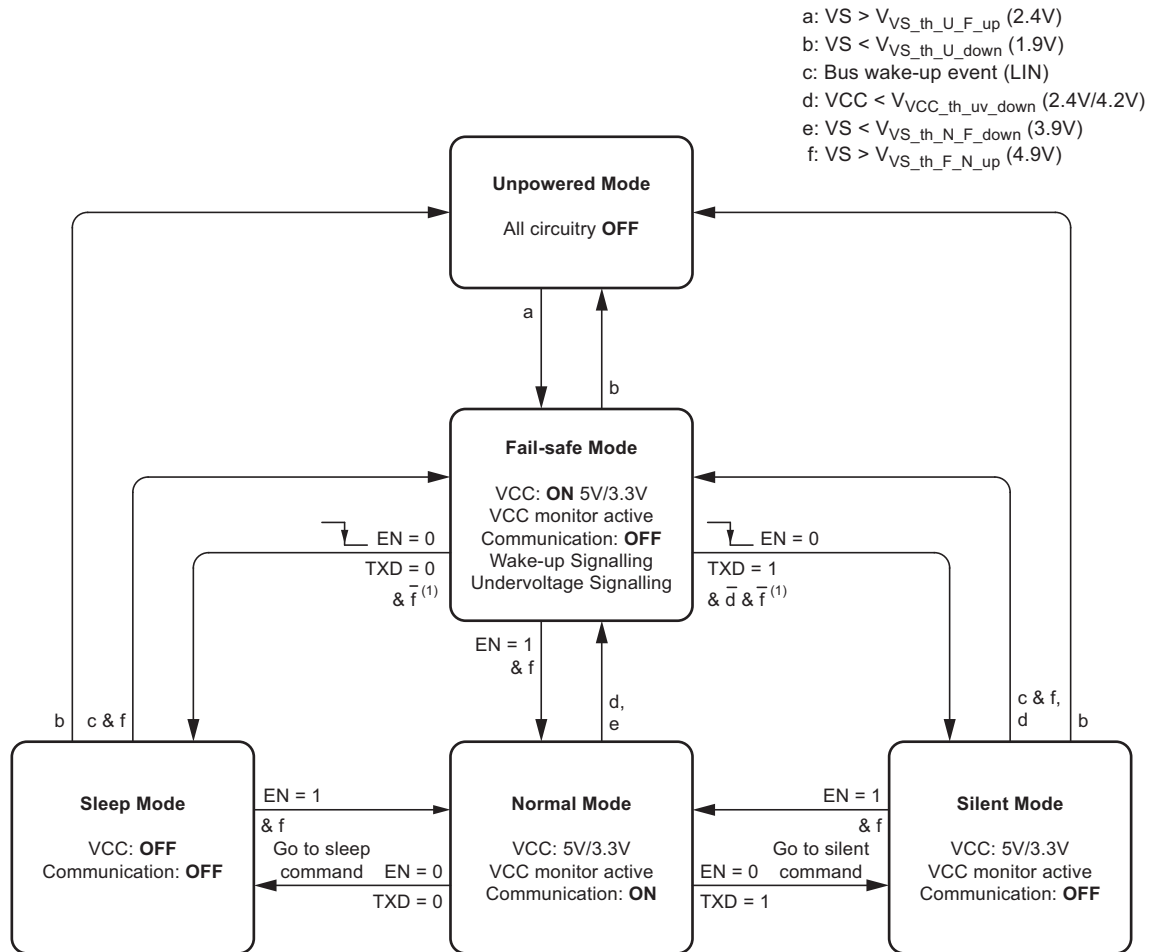 a: VS > VVS_th_U_F_up (2.4V)
b: VS < VVS_th_U_down (1.9V)
c: Bus wake-up event (LIN)
d: VCC < VVCC_th_uv_down (2.4V/4.2V)
e: VS < VVS_th_N_F_down (3.9V)
f: VS > VVS_th_F_N_up (4.9V)
Unpowered Mode
All circuitry OFF
a
b
Fail-safe Mode
VCC: ON 5V/3.3V
VCC monitor active
Communication: OFF
Wake-up Signalling
Undervoltage Signalling
EN = 0
TXD = 0
& f̅ (1)
EN = 0
TXD = 1
& d̅ & f̅ (1)
EN = 1
& f
d,
e
b
c & f
c & f,
d
b
Sleep Mode
VCC: OFF
Communication: OFF
EN = 1
& f
Go to sleep
command
EN = 0
TXD = 0
Normal Mode
VCC: 5V/3.3V
VCC monitor active
Communication: ON
EN = 1
& f
Go to silent
command
EN = 0
TXD = 1
Silent Mode
VCC: 5V/3.3V
VCC monitor active
Communication: OFF